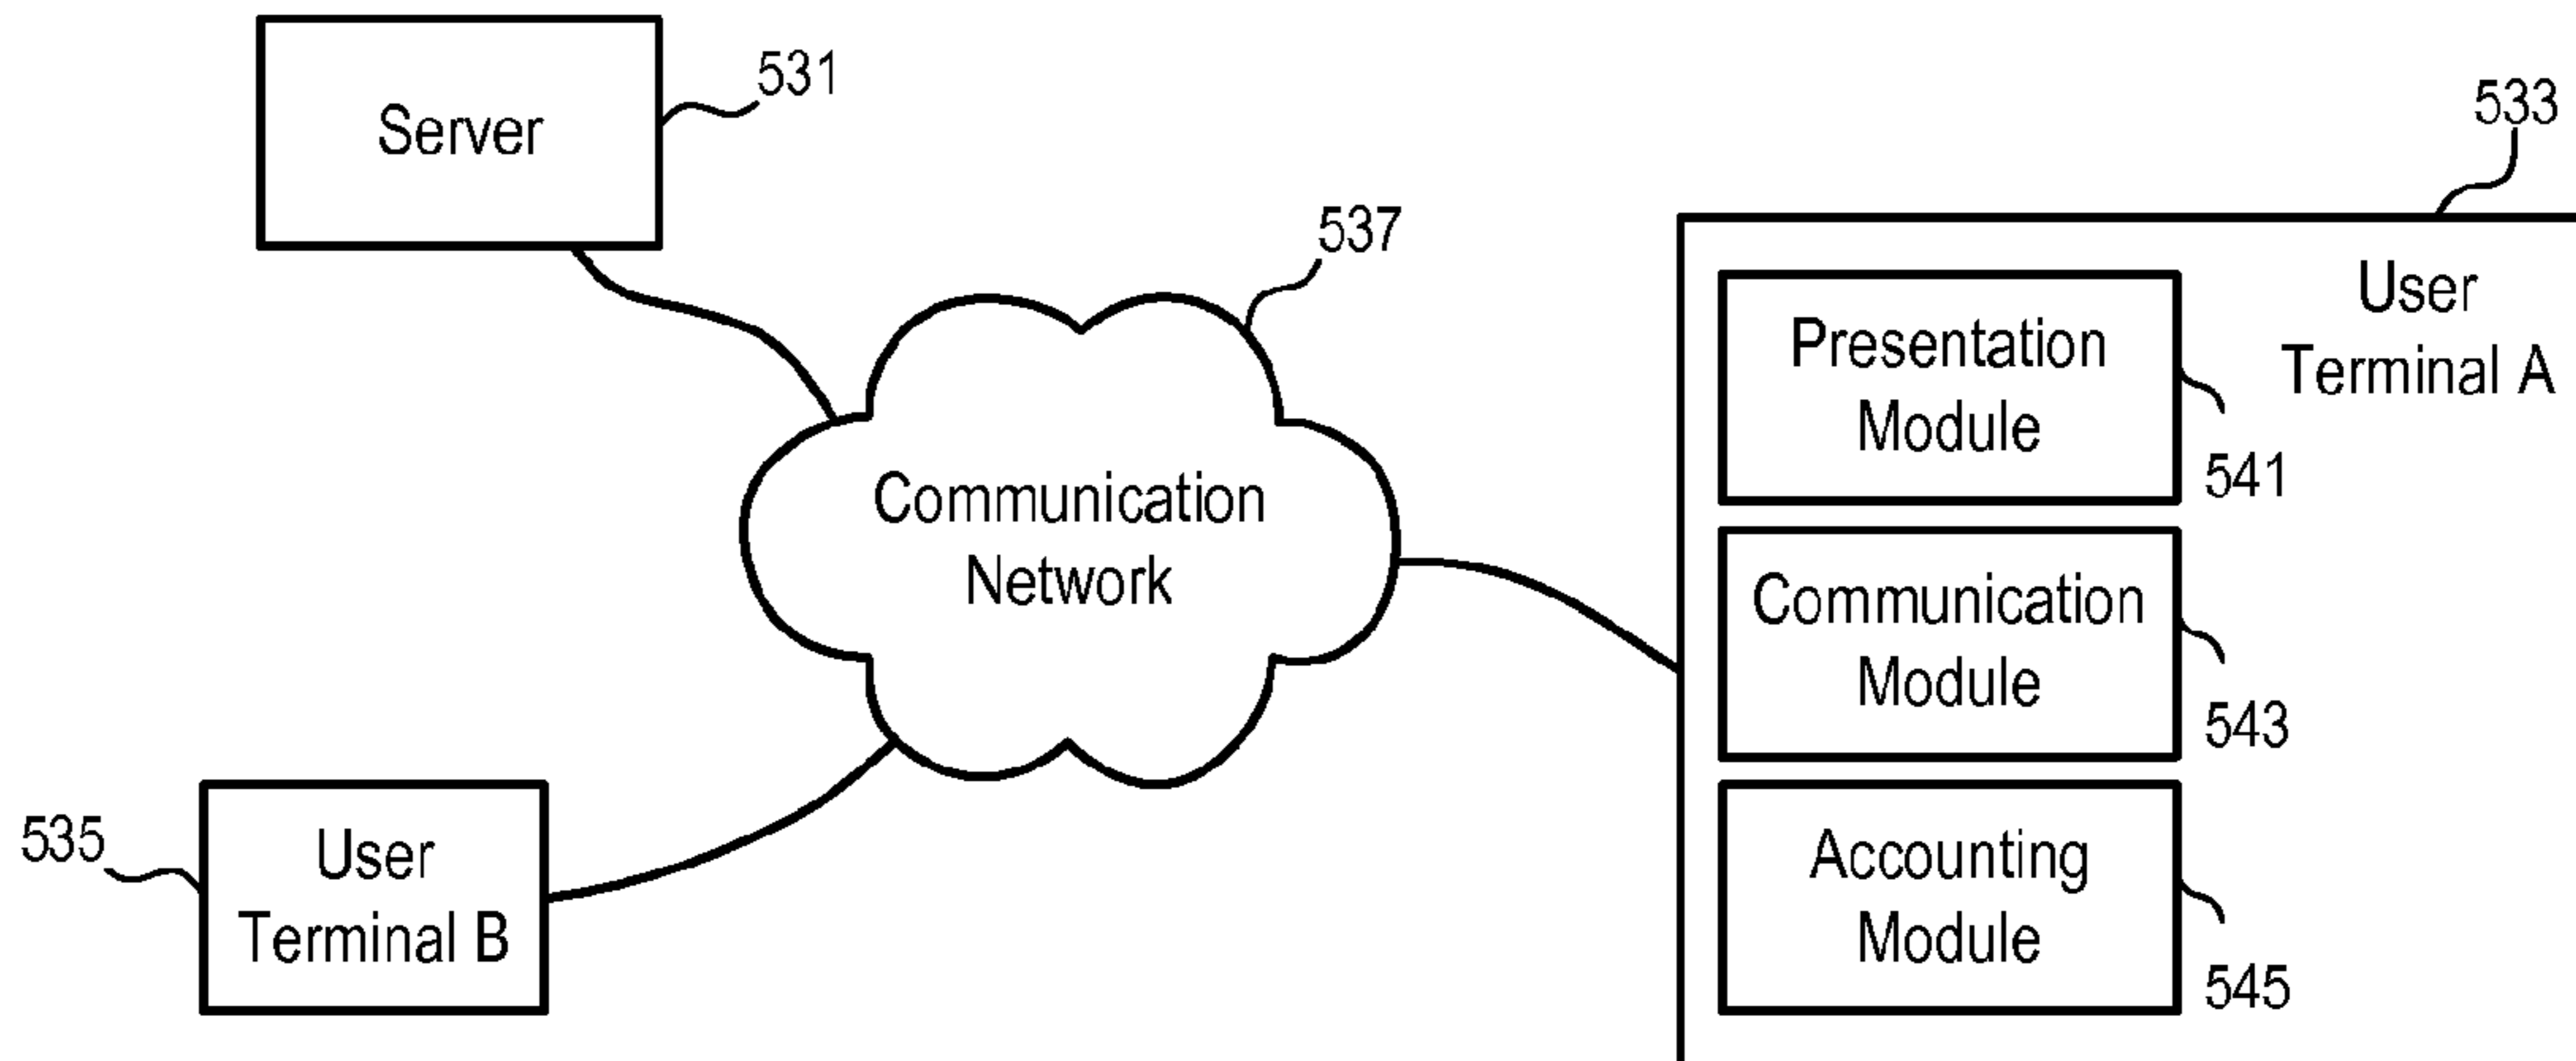 Server
531
533
537
User
Terminal A
Presentation
Module
541
Communication
Network
Communication
Module
543
535
User
Terminal B
Accounting
Module
545